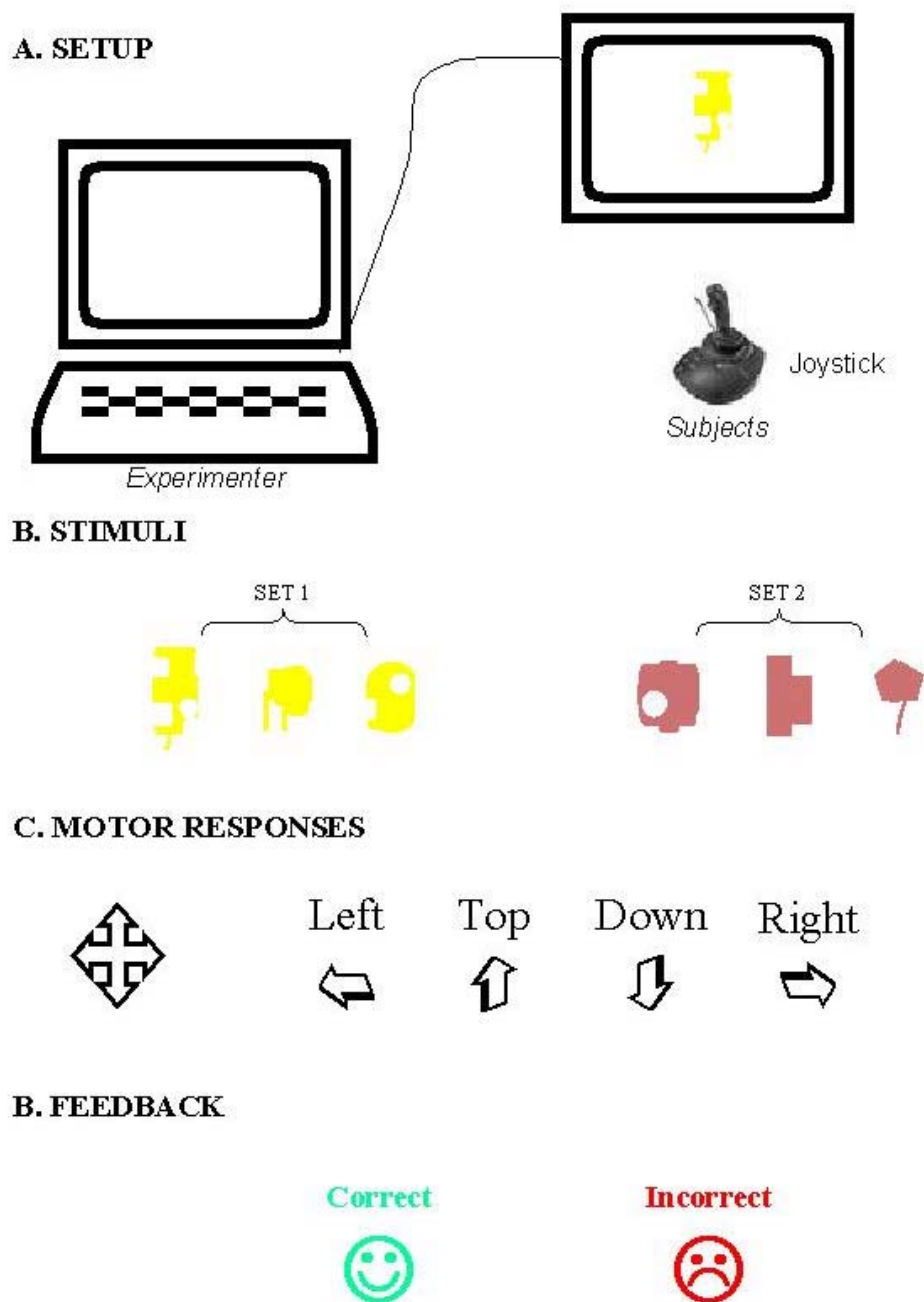 A. SETUP
Joystick
Subjects
Experimenter
B. STIMULI
SET 1
SET 2
C. MOTOR RESPONSES
Left Top Down Right
B. FEEDBACK
Correct Incorrect